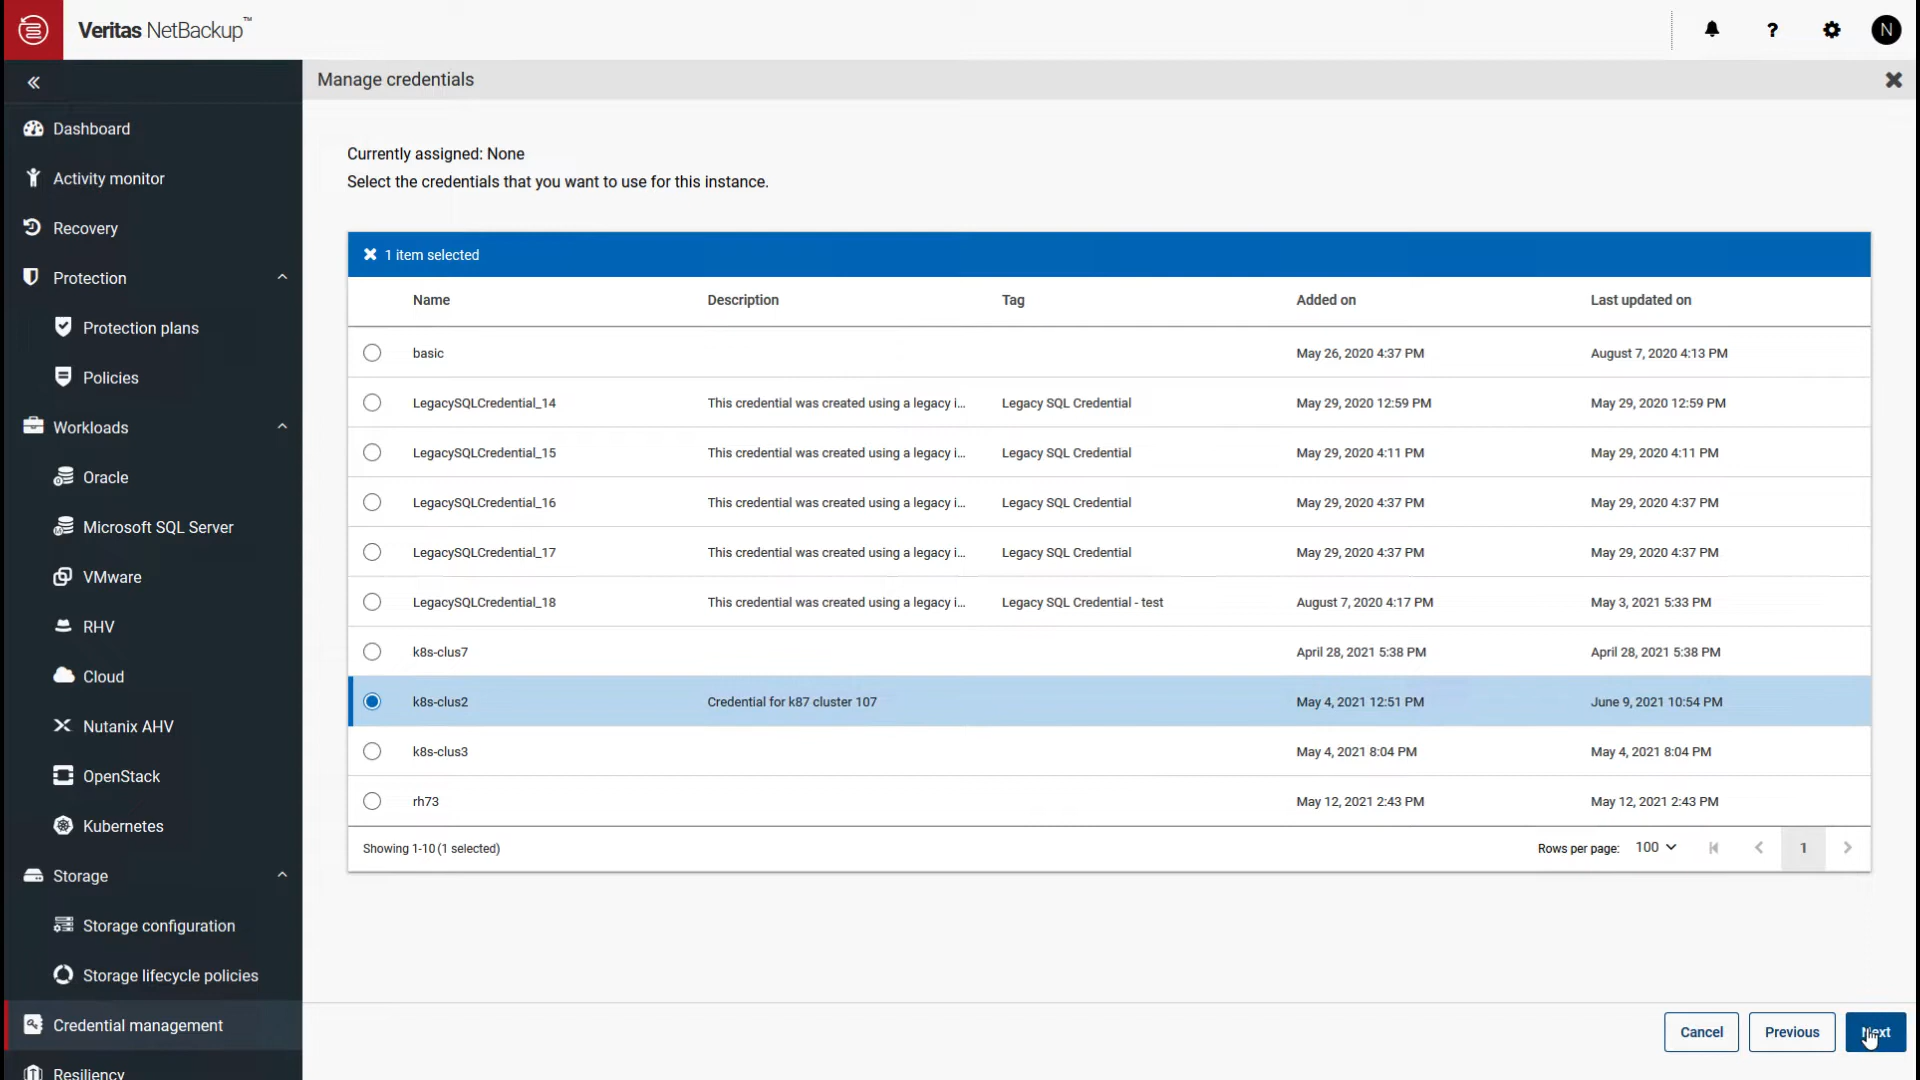 Veritas NetBackup™
?
N
Manage credentials
Dashboard
Activity monitor
Recovery
Protection
Protection plans
Policies
Workloads
Oracle
Microsoft SQL Server
VMware
RHV
Cloud
Nutanix AHV
OpenStack
Kubernetes
Storage
Storage configuration
Storage lifecycle policies
Credential management
Resiliency
Currently assigned: None
Select the credentials that you want to use for this instance.
1 item selected
Name Description Tag Added on Last updated on
basic May 26, 2020 4:37 PM August 7, 2020 4:13 PM
LegacySQLCredential_14 This credential was created using a legacy i... Legacy SQL Credential May 29, 2020 12:59 PM May 29, 2020 12:59 PM
LegacySQLCredential_15 This credential was created using a legacy i... Legacy SQL Credential May 29, 2020 4:11 PM May 29, 2020 4:11 PM
LegacySQLCredential_16 This credential was created using a legacy i... Legacy SQL Credential May 29, 2020 4:37 PM May 29, 2020 4:37 PM
LegacySQLCredential_17 This credential was created using a legacy i... Legacy SQL Credential May 29, 2020 4:37 PM May 29, 2020 4:37 PM
LegacySQLCredential_18 This credential was created using a legacy i... Legacy SQL Credential - test August 7, 2020 4:17 PM May 3, 2021 5:33 PM
k8s-clus7 April 28, 2021 5:38 PM April 28, 2021 5:38 PM
k8s-clus2 Credential for k87 cluster 107 May 4, 2021 12:51 PM June 9, 2021 10:54 PM
k8s-clus3 May 4, 2021 8:04 PM May 4, 2021 8:04 PM
rh73 May 12, 2021 2:43 PM May 12, 2021 2:43 PM
Showing 1-10 (1 selected) Rows per page: 100 1
Cancel Previous Next